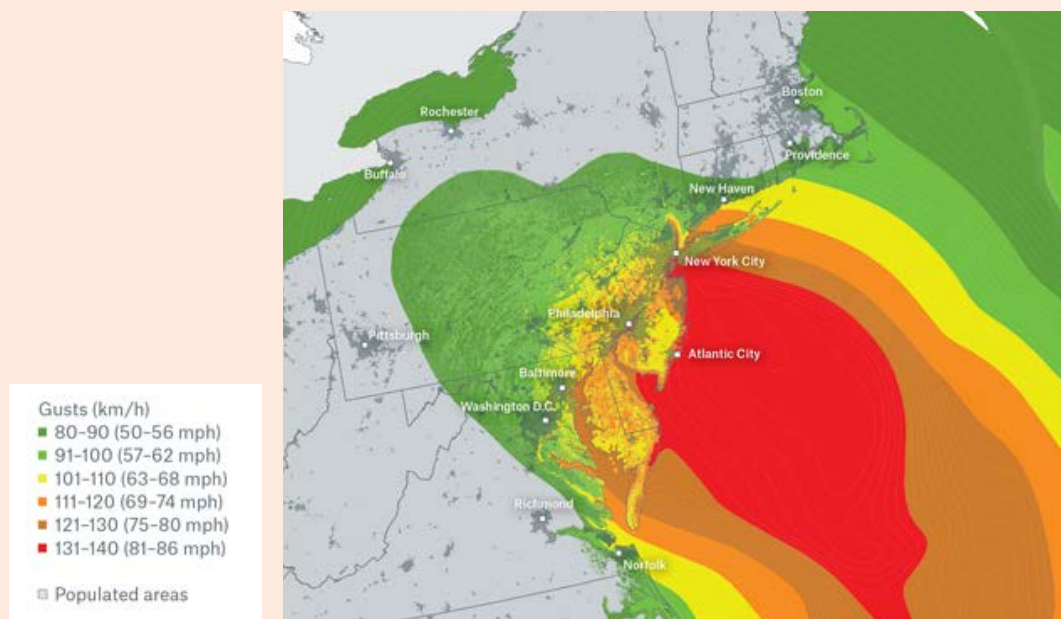 Boston
Rochester
Providence
Buffalo
New Haven
New York City
Philadelphia
Pittsburgh
Atlantic City
Baltimore
Washington D.C.
Richmond
Norfolk
Gusts (km/h)
80–90 (50–56 mph)
91–100 (57–62 mph)
101–110 (63–68 mph)
111–120 (69–74 mph)
121–130 (75–80 mph)
131–140 (81–86 mph)
Populated areas